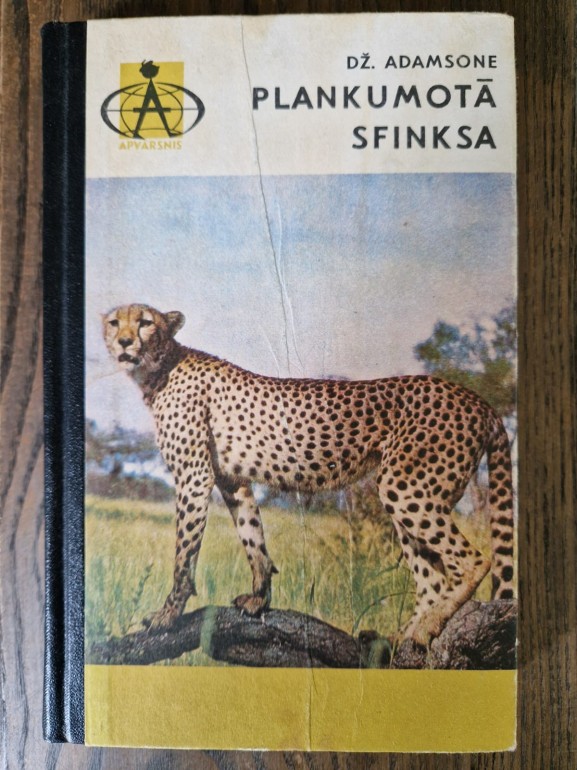 DŽ. ADAMSONE
PLANKUMOTĀ
SFINKSA
APVĀRSNIS